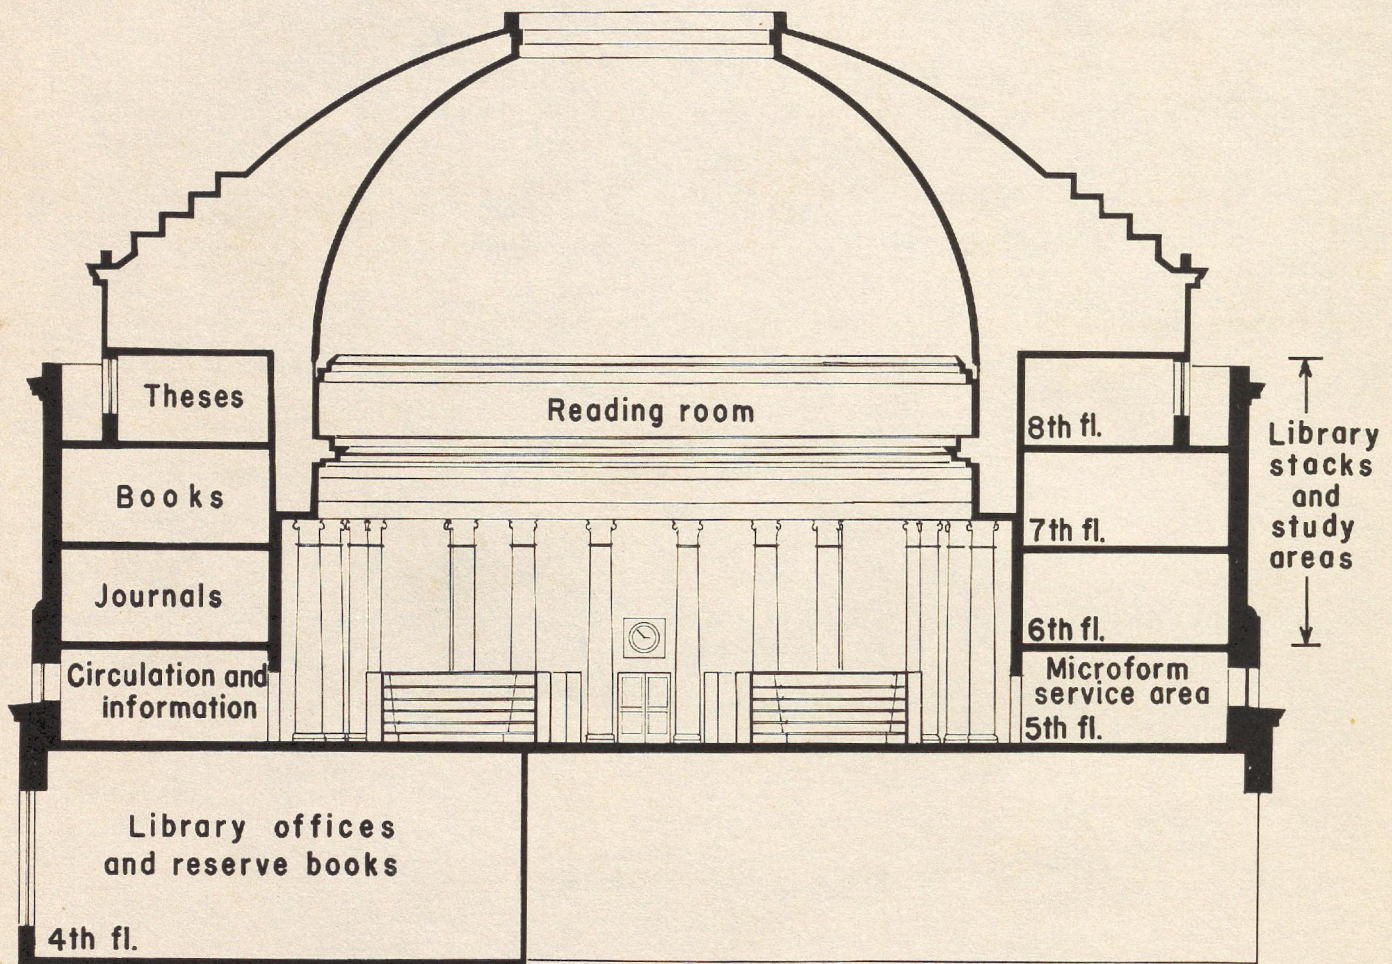 Theses
Reading room
8th fl.
Library
stacks
and
study
areas
Books
7th fl.
Journals
6th fl.
Circulation and
information
Microform
service area
5th fl.
Library offices
and reserve books
4th fl.